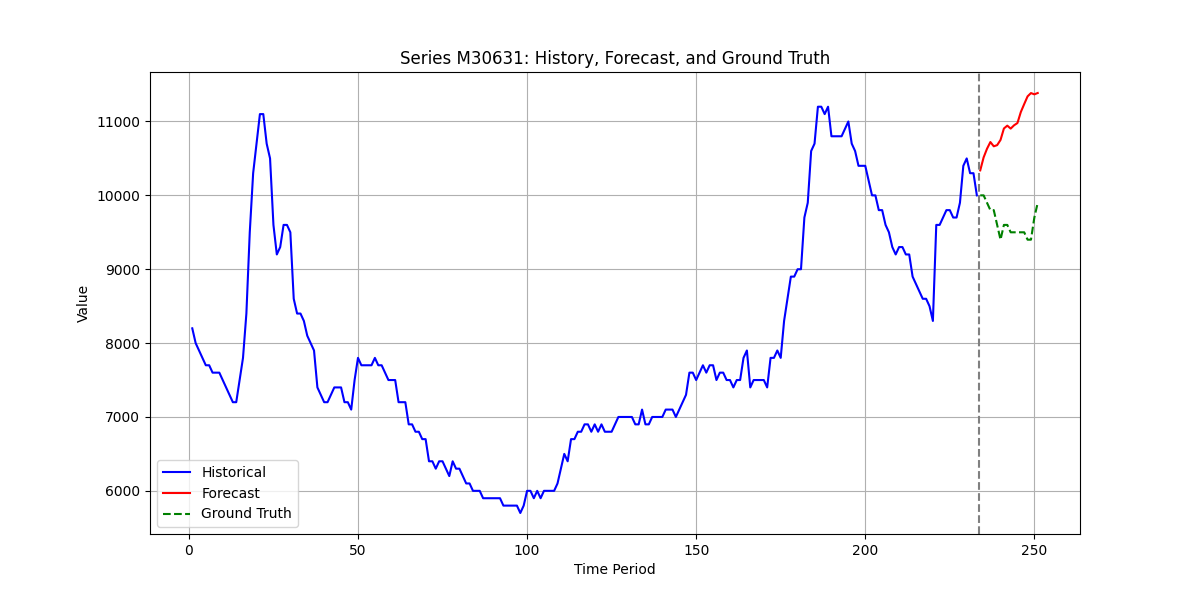 Series M30631: History, Forecast, and Ground Truth
11000
10000
9000
8000
7000
6000
Value
Historical
Forecast
Ground Truth
0
50
100
150
200
250
Time Period